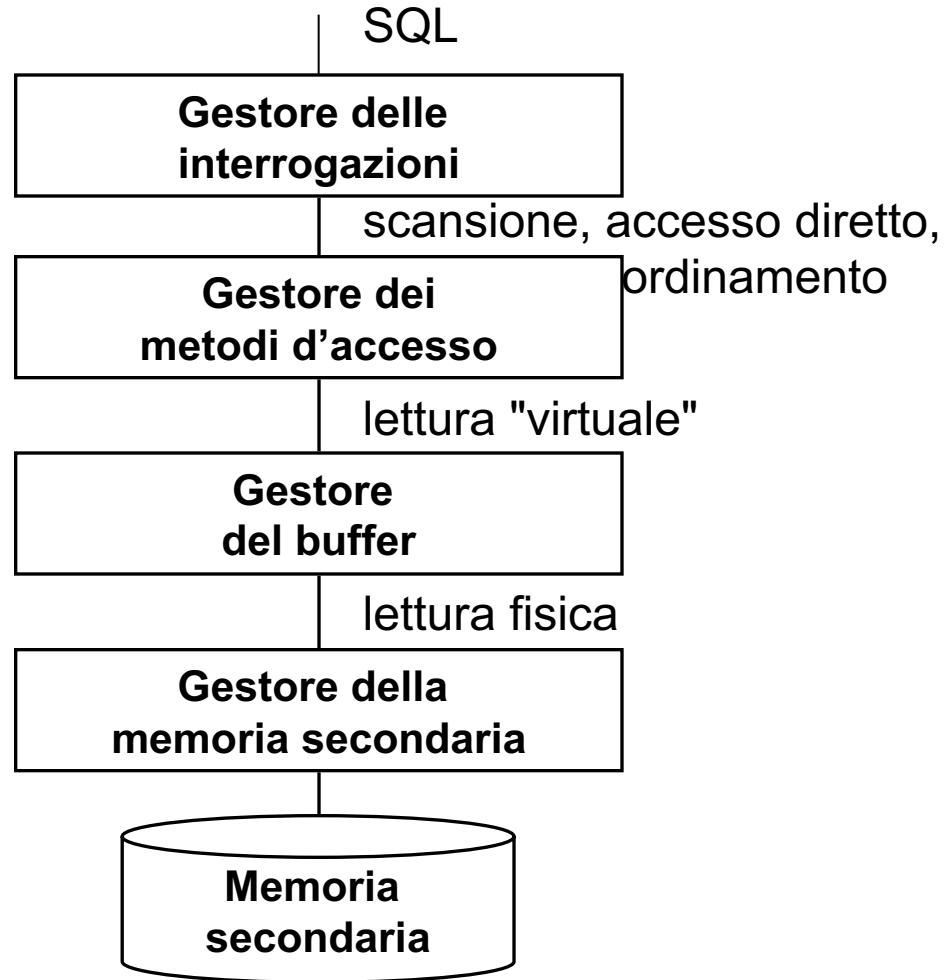 SQL
Gestore delle
interrogazioni
scansione, accesso diretto,
ordinamento
Gestore dei
metodi d’accesso
lettura "virtuale"
Gestore
del buffer
lettura fisica
Gestore della
memoria secondaria
Memoria
secondaria